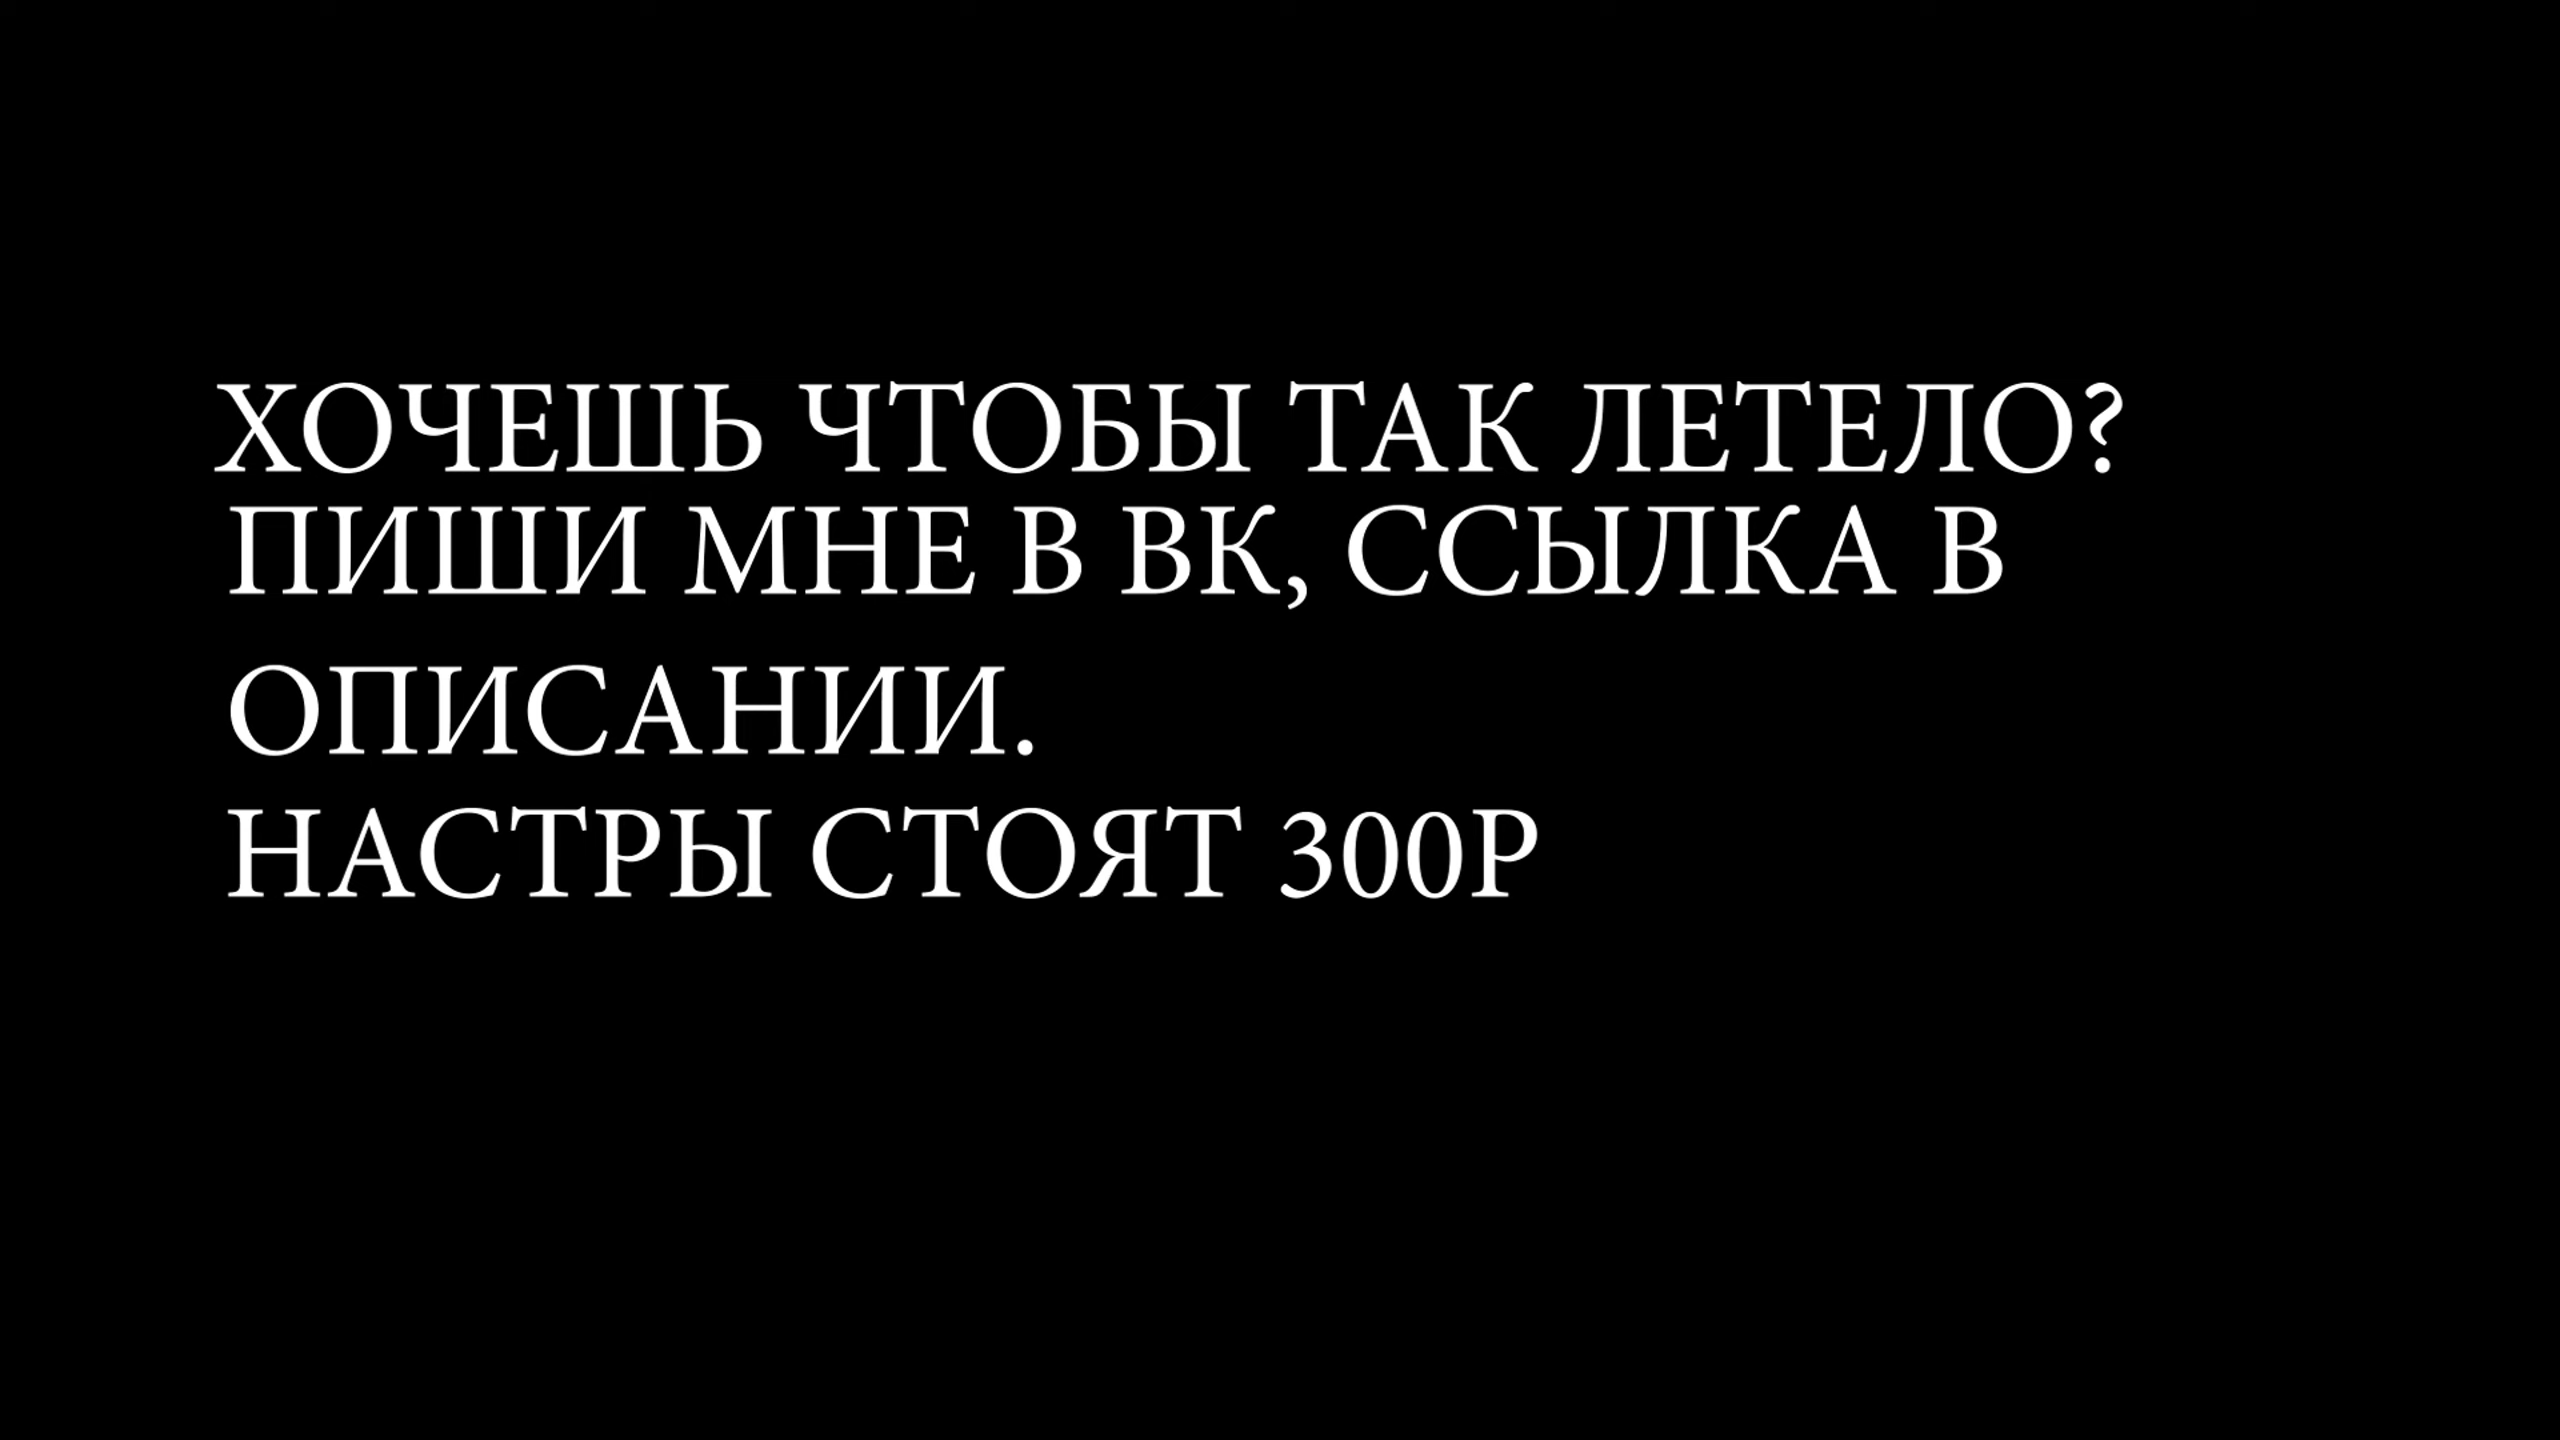 ХОЧЕШЬ ЧТОБЫ ТАК ЛЕТЕЛО?
ПИШИ МНЕ В ВК, ССЫЛКА В
ОПИСАНИИ.
НАСТРЫ СТОЯТ 300Р